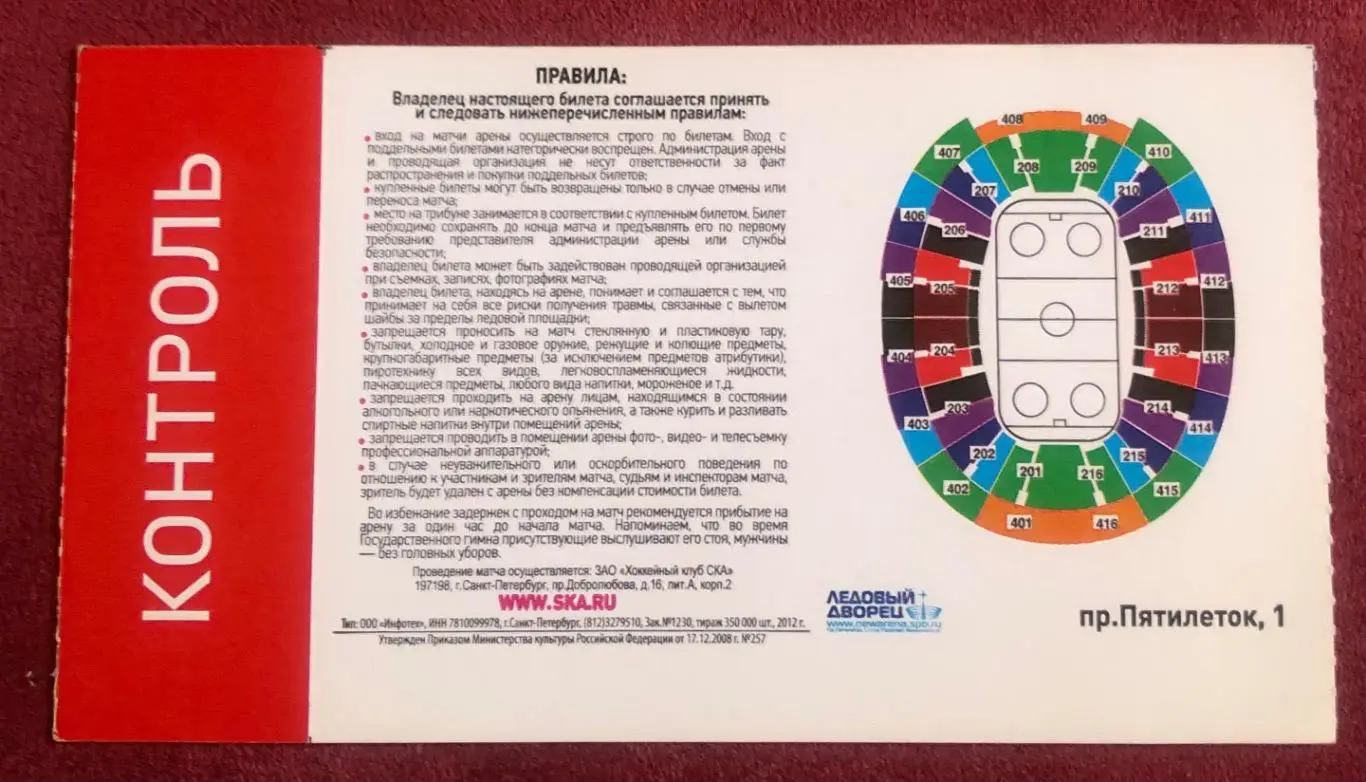 КОНТРОЛЬ
ПРАВИЛА:
Владелец настоящего билета соглашается принять
и следовать нижеперечисленным правилам:
• вход на матчи арены осуществляется строго по билетам. Вход с
поддельными билетами категорически воспрещен. Администрация арены
и проводящая организация не несут ответственности за факт
распространения и покупки поддельных билетов;
• купленные билеты могут быть возвращены только в случае отмены или
переноса матча;
• место на трибуне занимается в соответствии с купленным билетом. Билет
необходимо сохранять до конца матча и предъявлять его по первому
требованию представителя администрации арены или службы
безопасности;
• владелец билета может быть задействован проводящей организацией
при съемках, записях, фотографиях матча;
• владелец билета, находясь на арене, понимает и соглашается с тем, что
принимает на себя все риски получения травмы, связанные с вылетом
шайбы за пределы ледовой площадки;
• запрещается проносить на матч стеклянную и пластиковую тару,
бутылки, холодное и газовое оружие, режущие и колющие предметы,
крупногабаритные предметы (за исключением предметов атрибутики),
пиротехнику всех видов, легковоспламеняющиеся жидкости,
пачкающиеся предметы, любого вида напитки, мороженое и т.д.
• запрещается проходить на арену лицам, находящимся в состоянии
алкогольного или наркотического опьянения, а также курить и разливать
спиртные напитки внутри помещений арены;
• запрещается проводить в помещении арены фото-, видео- и телесъемку
профессиональной аппаратурой;
• в случае неуважительного или оскорбительного поведения по
отношению к участникам и зрителям матча, судьям и инспекторам матча,
зритель будет удален с арены без компенсации стоимости билета.
Во избежание задержек с проходом на матч рекомендуется прибытие на
арену за один час до начала матча. Напоминаем, что во время
Государственного гимна присутствующие выслушивают его стоя, мужчины
— без головных уборов.
Проведение матча осуществляется: ЗАО «Хоккейный клуб СКА»
197198, г.Санкт-Петербург, пр.Добролюбова, д.16, лит.А, корп.2
WWW.SKA.RU
Тип: ООО «Инфотех», ИНН 7810099978, г.Санкт-Петербург, (812)3279510, Зак.№1230, тираж 350 000 шт., 2012 г.
Утвержден Приказом Министерства культуры Российской Федерации от 17.12.2008 г. №257
408 409
407 410
208 209
207 210
406 411
206 211
405 412
205 212
404 204 213 413
203 214
403 414
202 215
201 216
402 415
401 416
ЛЕДОВЫЙ
ДВОРЕЦ
www.newarena.spb.ru
пр.Пятилеток, 1